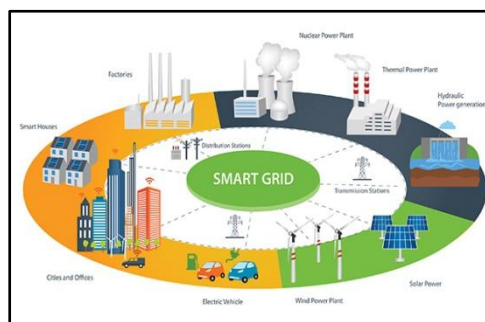 Nuclear Power Plant
Factories
Thermal Power Plant
Hydraulic
Power generation
Smart Houses
Distribution Stations
SMART GRID
Transmission Stations
Cities and Offices
Solar Power
Electric Vehicle
Wind Power Plant